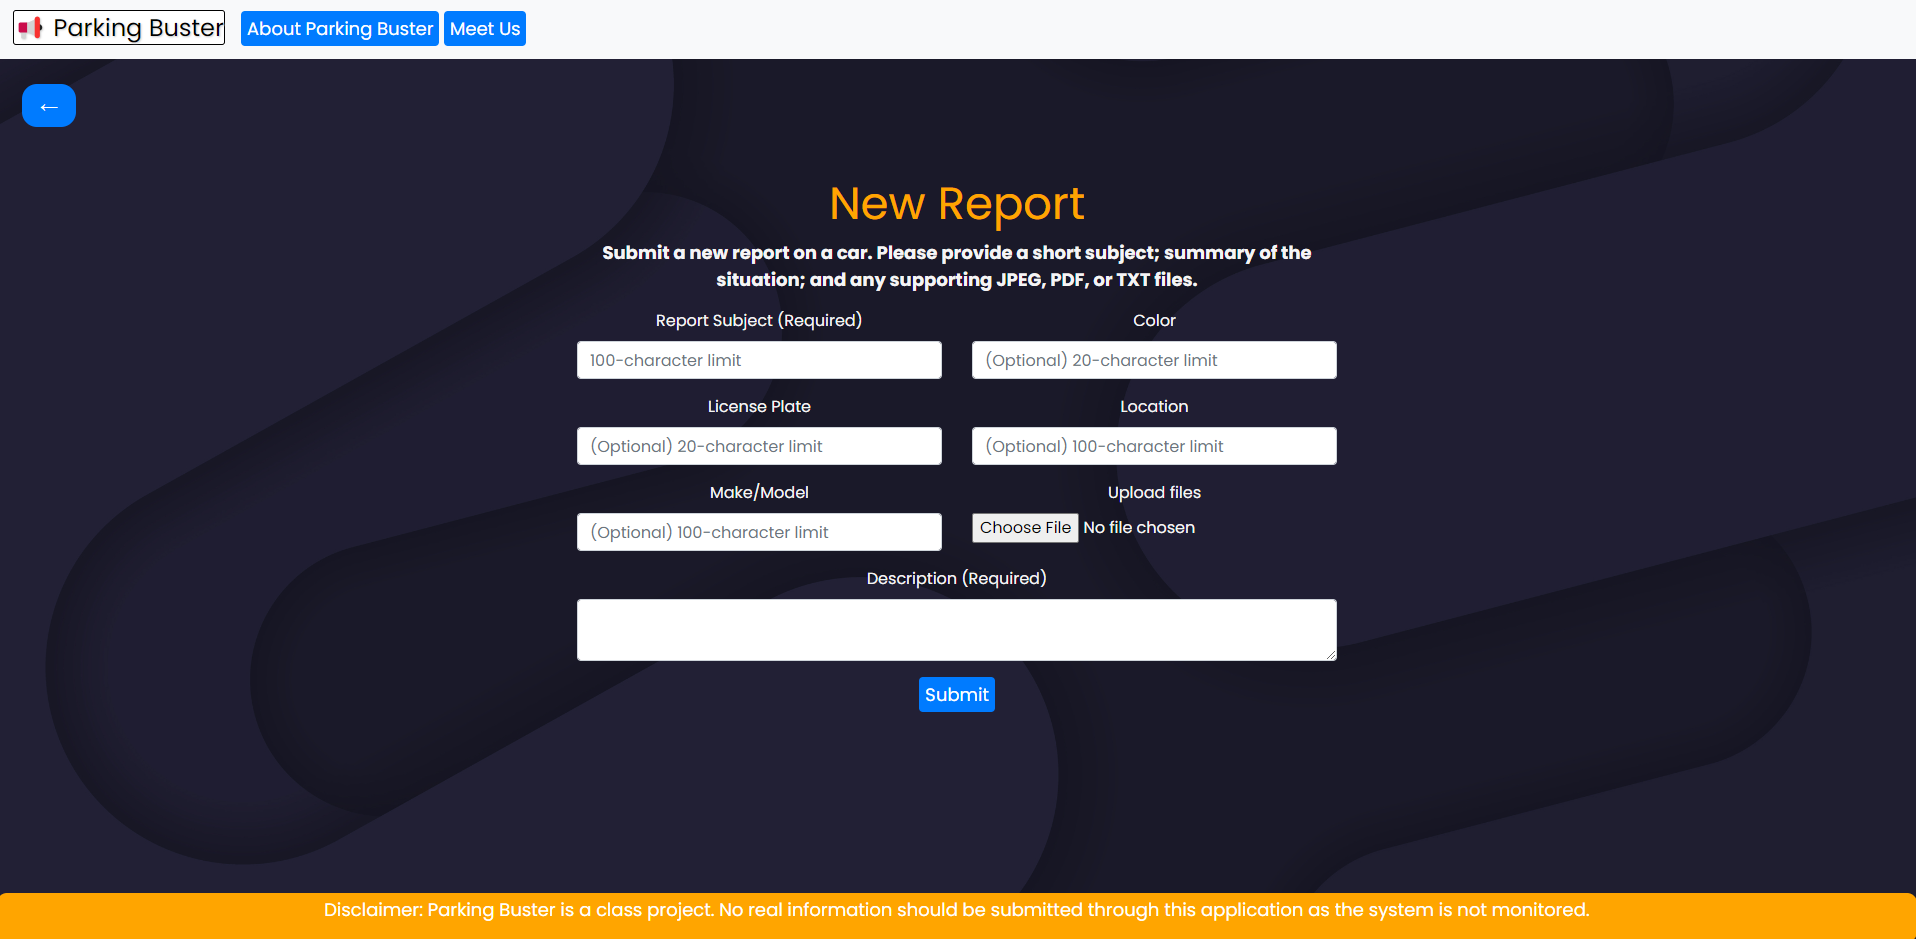 Parking Buster
About Parking Buster
Meet Us
←
New Report
Submit a new report on a car. Please provide a short subject; summary of the
situation; and any supporting JPEG, PDF, or TXT files.
Report Subject (Required)
Color
100-character limit
(Optional) 20-character limit
License Plate
Location
(Optional) 20-character limit
(Optional) 100-character limit
Make/Model
Upload files
(Optional) 100-character limit
Choose File No file chosen
Description (Required)
Submit
Disclaimer: Parking Buster is a class project. No real information should be submitted through this application as the system is not monitored.